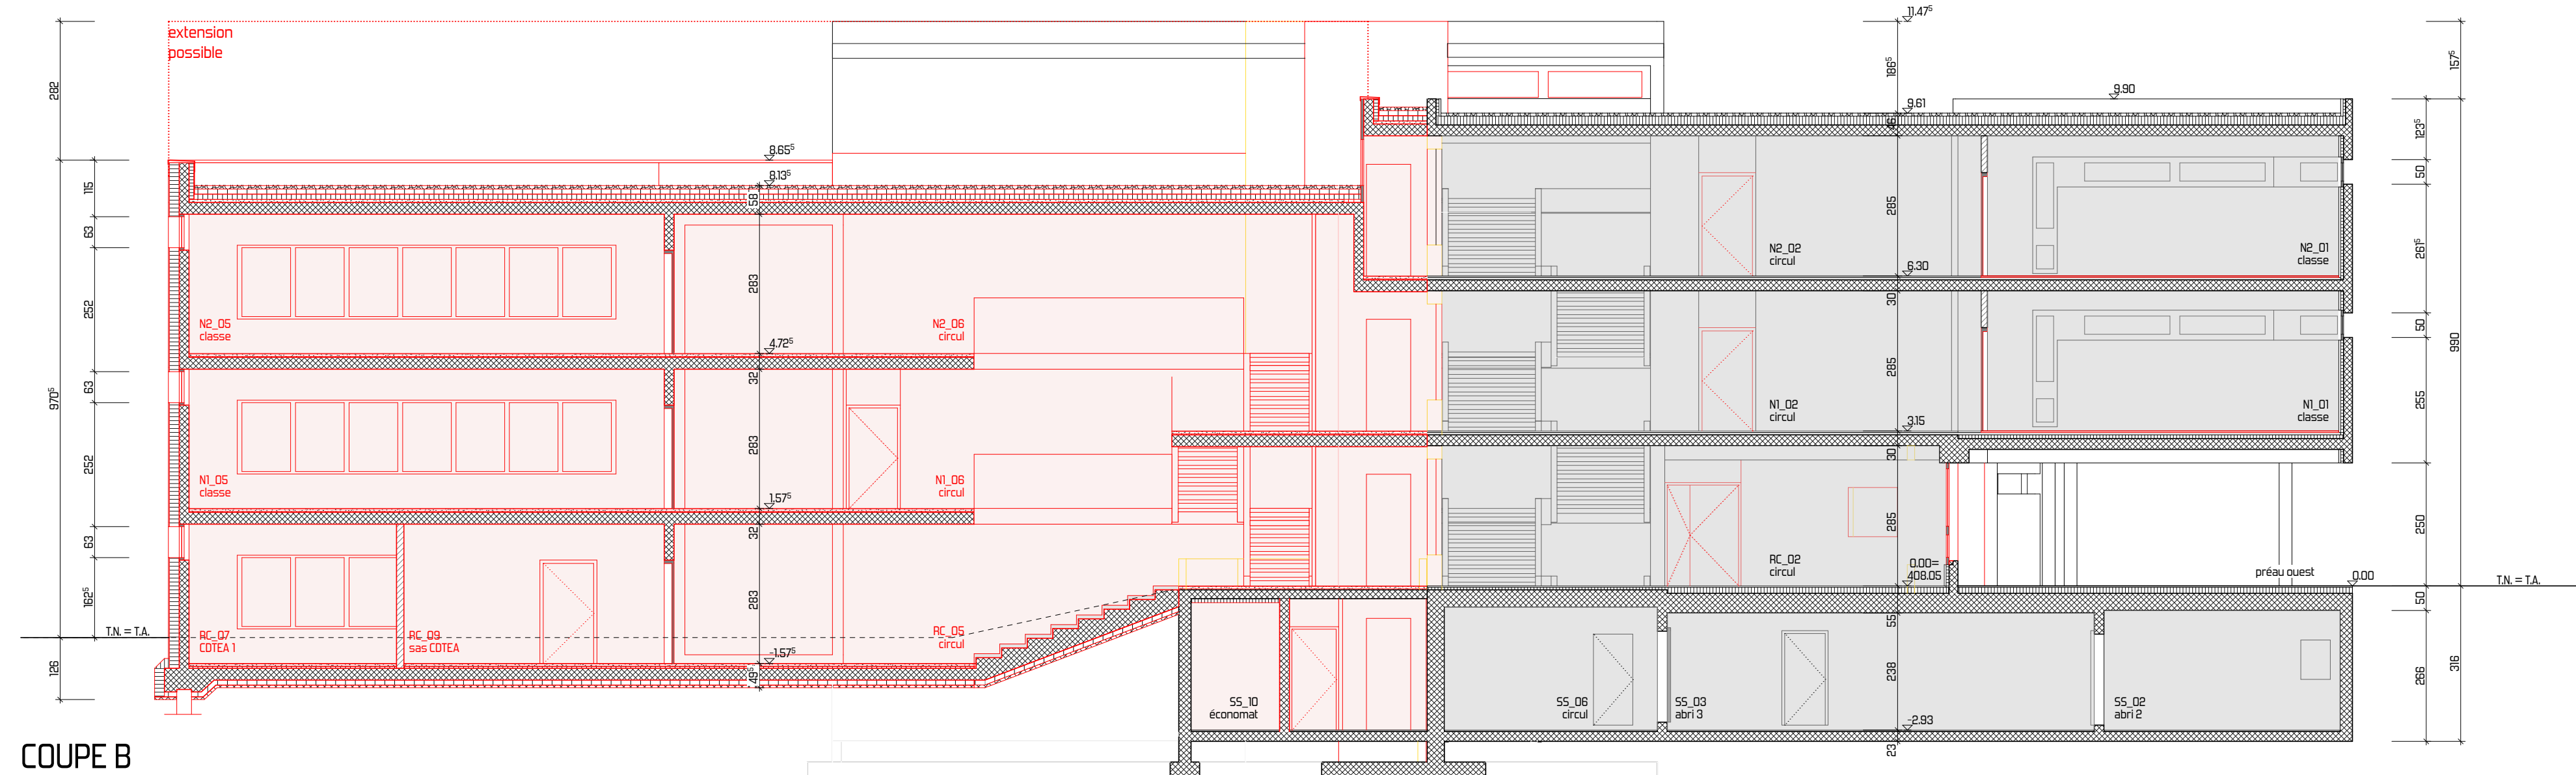 extension
possible
282
115
63
252
63
252
63
162⁵
970⁵
126
T.N. = T.A.
8.65⁵
8.13⁵
58
283
4.72⁵
32
283
1.57⁵
32
283
-1.57⁵
49⁵
N2_05
classe
N2_06
circul
N1_05
classe
N1_06
circul
RC_07
CDTEA 1
RC_09
sas CDTEA
RC_05
circul
11.47⁵
186⁵
9.61
46
9.90
285
6.30
30
285
3.15
30
285
0.00=
408.05
55
238
-2.93
23
N2_02
circul
N2_01
classe
N1_02
circul
N1_01
classe
RC_02
circul
préau ouest
0.00
T.N. = T.A.
SS_10
économat
SS_06
circul
SS_03
abri 3
SS_02
abri 2
123⁵
50
261⁵
50
255
250
50
266
157⁵
990
316
COUPE B